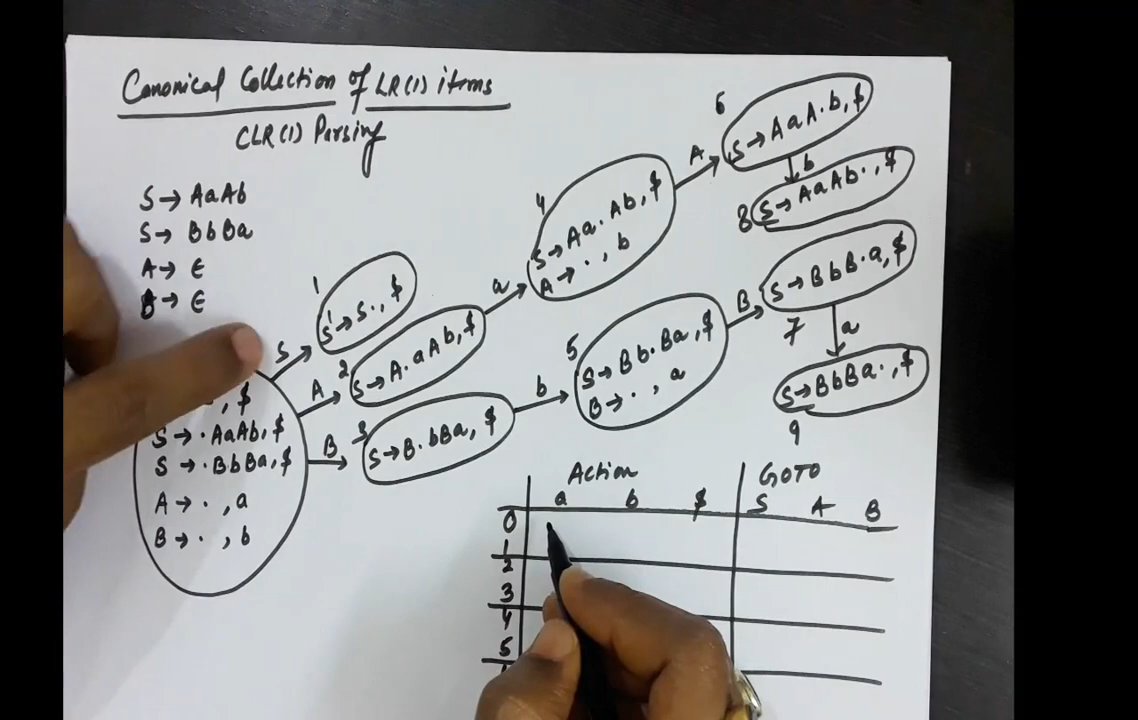 Canonical Collection of LR(1) items
CLR(1) Parsing
S → AaAb
S → BbBa
A → ε
B → ε
, $
S → .AaAb, $
S → .BbBa, $
A → . , a
B → . , b
S
1
S' → S., $
A
2
S → A.aAb, $
B
3
S → B.bBa, $
a
4
S → Aa.Ab, $
A → . , b
b
5
S → Bb.Ba, $
B → . , a
A
6
S → AaA.b, $
b
8
S → AaAb., $
B
S → BbB.a, $
7
a
S → BbBa., $
9
Action GOTO
a b $ S A B
0
1
2
3
4
5